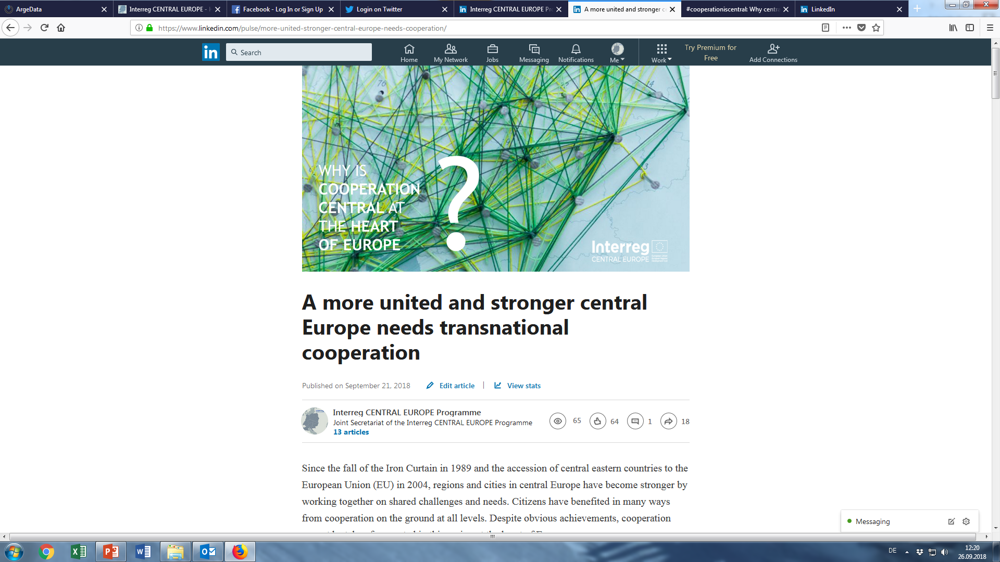 ArgeData
Interreg CENTRAL EUROPE -
Facebook - Log In or Sign Up
Login on Twitter
Interreg CENTRAL EUROPE Pr
A more united and stronger c
#cooperationiscentral: Why centra
LinkedIn
https://www.linkedin.com/pulse/more-united-stronger-central-europe-needs-cooperation/
in
Search
Home
My Network
Jobs
Messaging
Notifications
Me
Work
Try Premium for
Free
Add Connections
76
WHY IS
COOPERATION
CENTRAL AT
THE HEART
OF EUROPE
?
Interreg
CENTRAL EUROPE
A more united and stronger central
Europe needs transnational
cooperation
Published on September 21, 2018
Edit article
View stats
Interreg CENTRAL EUROPE Programme
Joint Secretariat of the Interreg CENTRAL EUROPE Programme
13 articles
65
64
1
18
Since the fall of the Iron Curtain in 1989 and the accession of central eastern countries to the
European Union (EU) in 2004, regions and cities in central Europe have become stronger by
working together on shared challenges and needs. Citizens have benefited in many ways
from cooperation on the ground at all levels. Despite obvious achievements, cooperation
Messaging
DE
12:20
26.09.2018